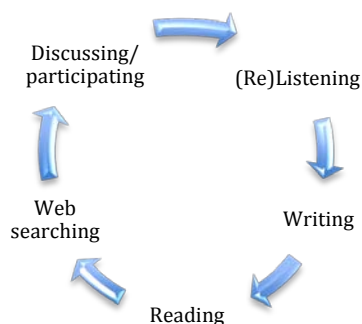 Discussing/
participating
(Re)Listening
Writing
Reading
Web
searching